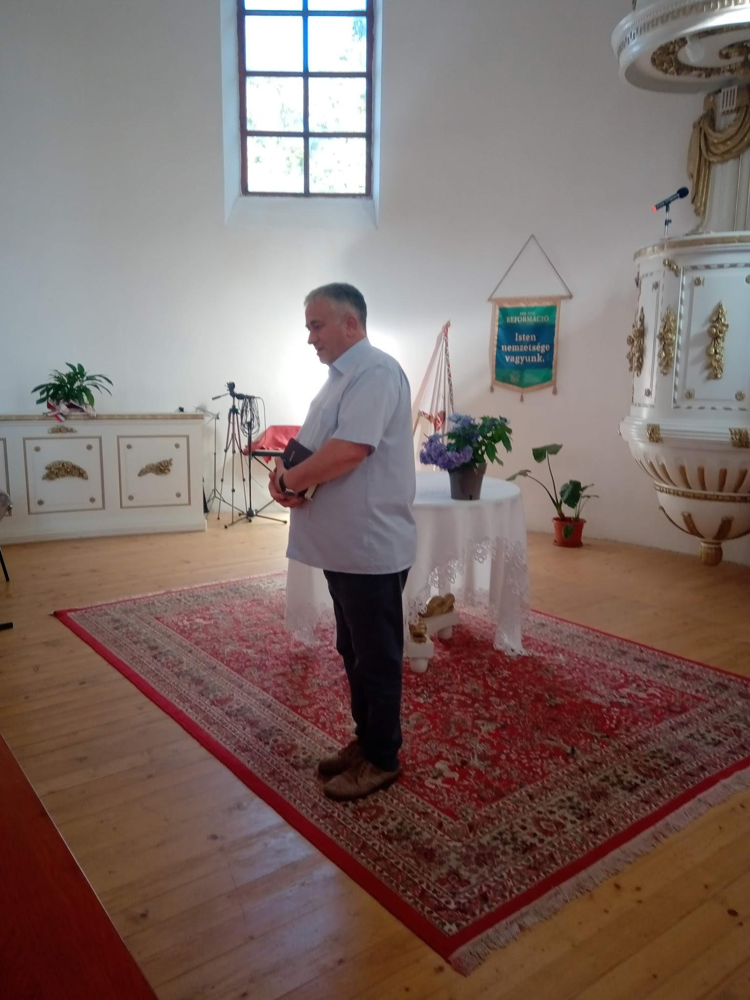 REFORMÁCIÓ
Isten
nemzetsége
vagyunk.